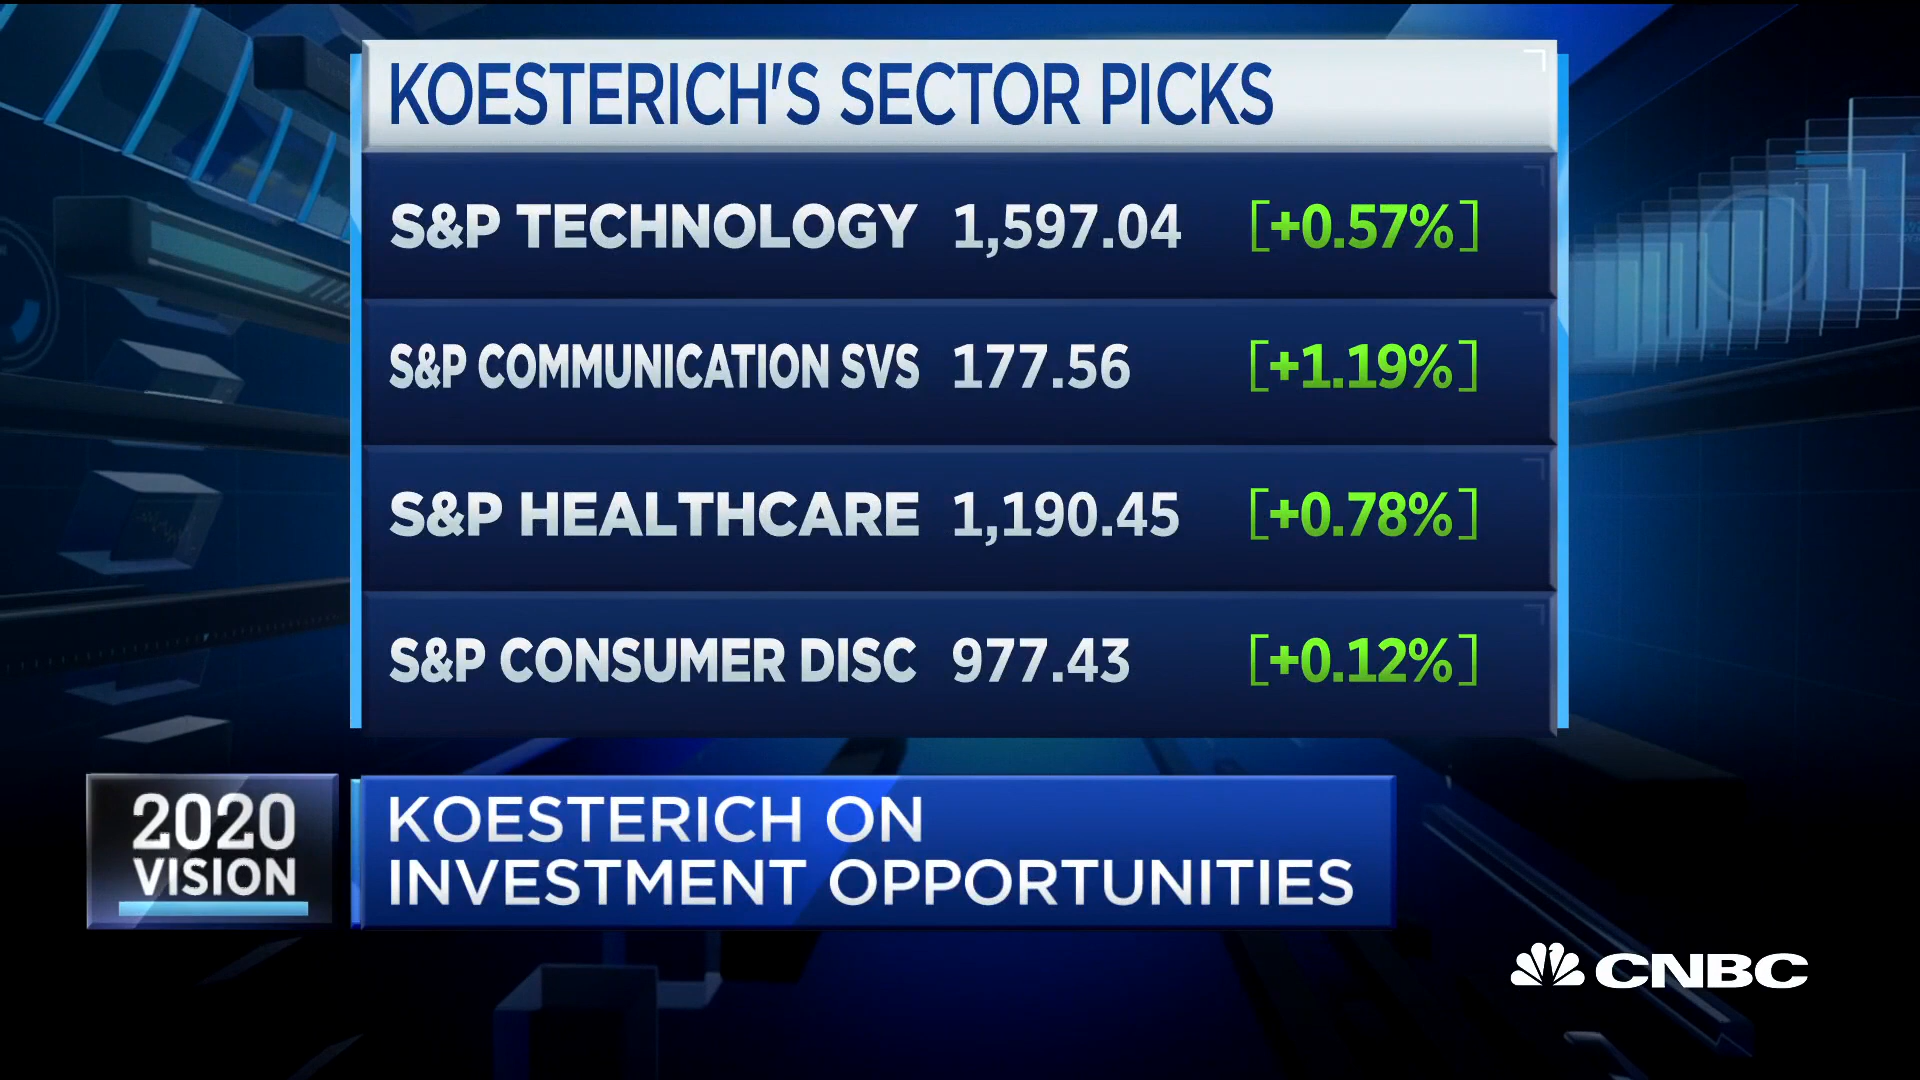 KOESTERICH'S SECTOR PICKS
S&P TECHNOLOGY 1,597.04 [+0.57%]
S&P COMMUNICATION SVS 177.56 [+1.19%]
S&P HEALTHCARE 1,190.45 [+0.78%]
S&P CONSUMER DISC 977.43 [+0.12%]
2020
VISION
KOESTERICH ON
INVESTMENT OPPORTUNITIES
CNBC